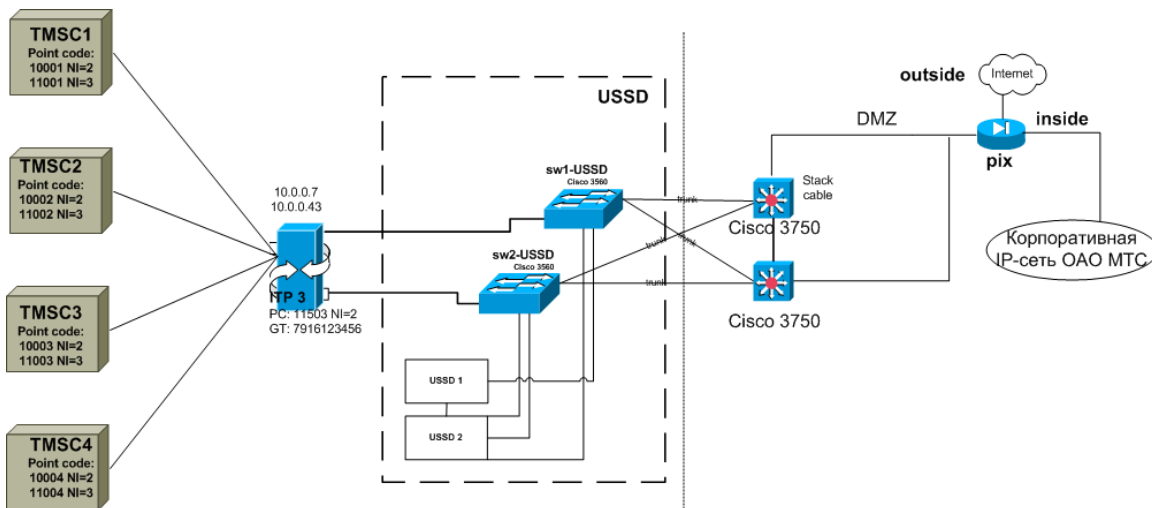 TMSC1
Point code:
10001 NI=2
11001 NI=3
TMSC2
Point code:
10002 NI=2
11002 NI=3
TMSC3
Point code:
10003 NI=2
11003 NI=3
TMSC4
Point code:
10004 NI=2
11004 NI=3
10.0.0.7
10.0.0.43
ITP 3
PC: 11503 NI=2
GT: 7916123456
USSD
sw1-USSD
Cisco 3560
sw2-USSD
Cisco 3560
USSD 1
USSD 2
trunk
trunk
trunk
trunk
Stack
cable
Cisco 3750
Cisco 3750
DMZ
outside
Internet
inside
pix
Корпоративная
IP-сеть ОАО МТС